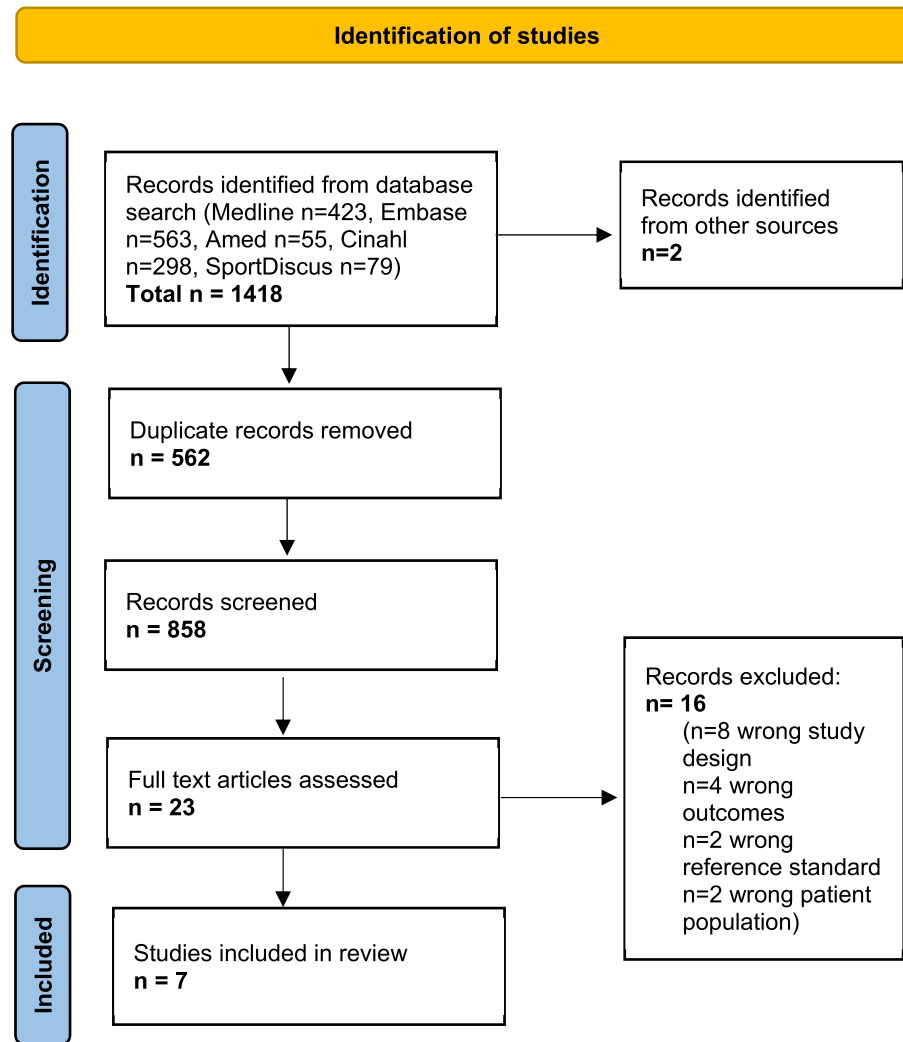 Identification of studies
Identification
Records identified from database
search (Medline n=423, Embase
n=563, Amed n=55, Cinahl
n=298, SportDiscus n=79)
Total n = 1418
Records identified
from other sources
n=2
Screening
Duplicate records removed
n = 562
Records screened
n = 858
Full text articles assessed
n = 23
Records excluded:
n= 16
(n=8 wrong study
design
n=4 wrong
outcomes
n=2 wrong
reference standard
n=2 wrong patient
population)
Included
Studies included in review
n = 7